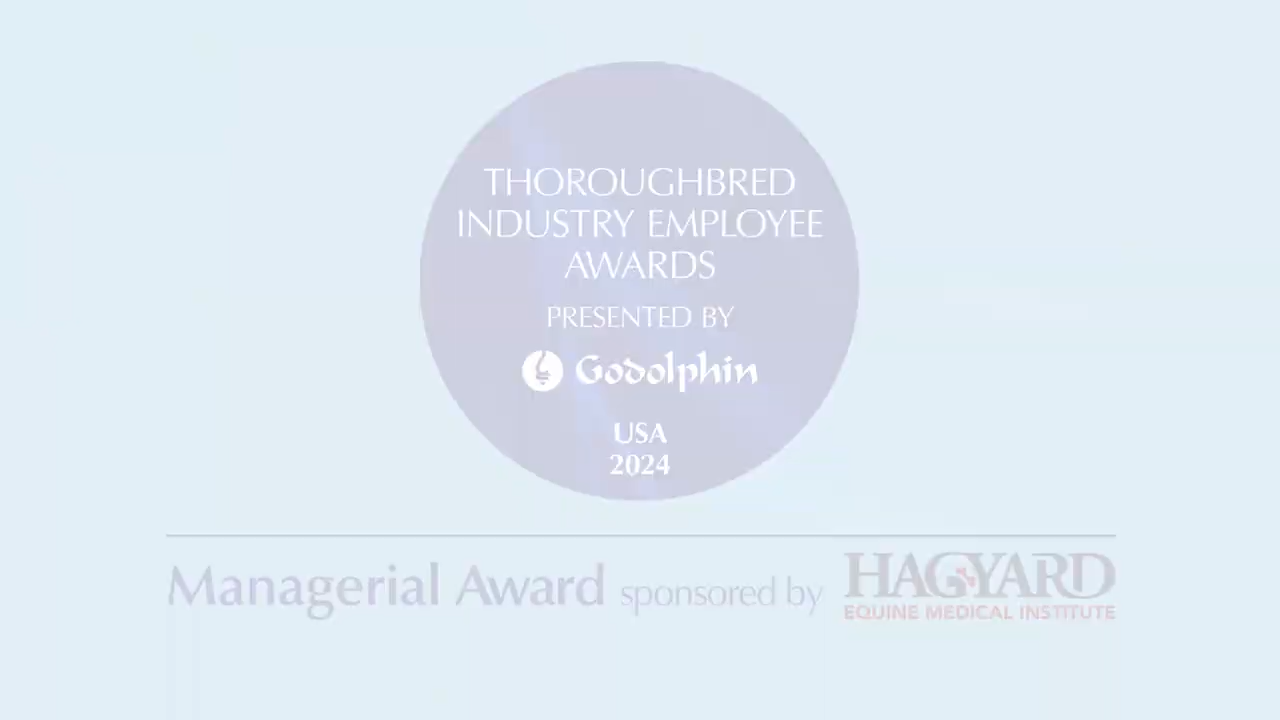 THOROUGHBRED
INDUSTRY EMPLOYEE
AWARDS
PRESENTED BY
Godolphin
USA
2024
Managerial Award sponsored by HAGYARD
EQUINE MEDICAL INSTITUTE